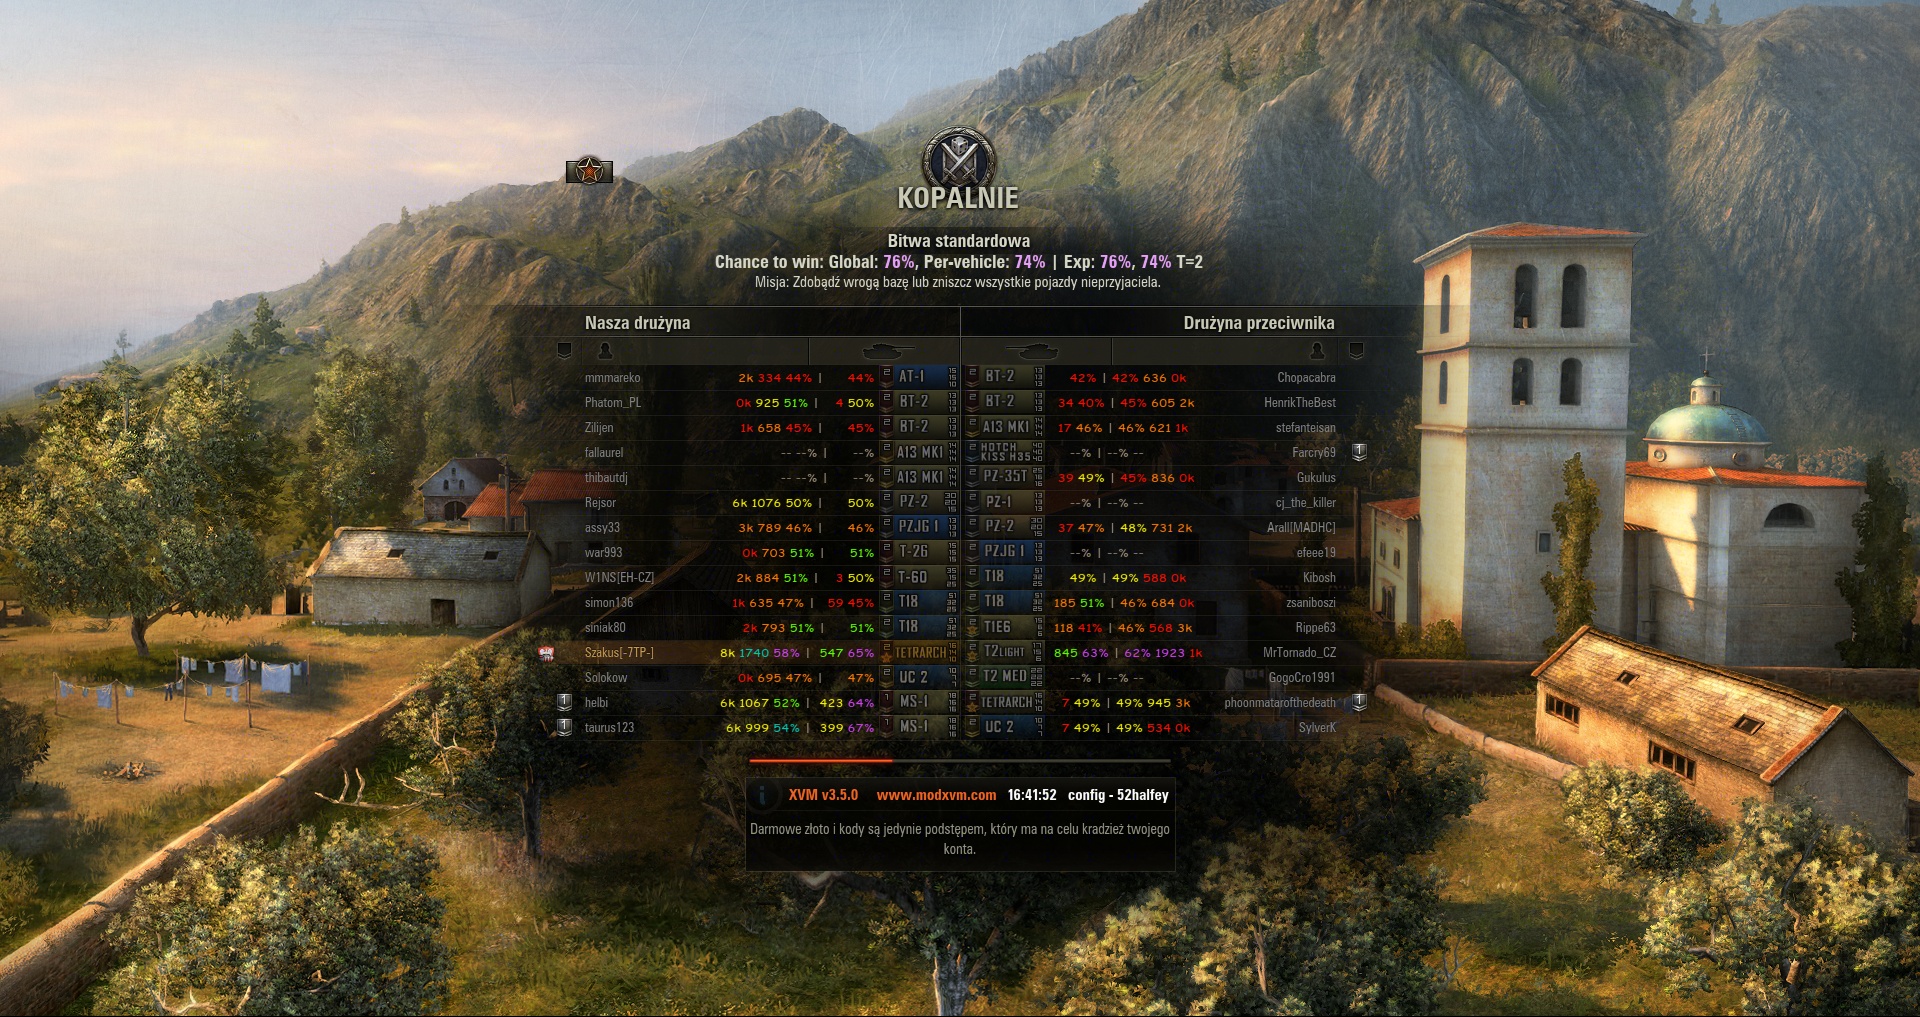 KOPALNIE
Bitwa standardowa
Chance to win: Global: 76%, Per-vehicle: 74% | Exp: 76%, 74% T=2
Misja: Zdobądź wrogą bazę lub zniszcz wszystkie pojazdy nieprzyjaciela.
Nasza drużyna Drużyna przeciwnika
mmmareko 2k 334 44% | 44% AT-1 BT-2 42% | 42% 636 0k Chopacabra
Phatom_PL 0k 925 51% | 4 50% BT-2 BT-2 34 40% | 45% 605 2k HenrikTheBest
Zilijen 1k 658 45% | 45% BT-2 A13 MK1 17 46% | 46% 621 1k stefanteisan
fallaurel -- --% | --% A13 MK1 HOTCH KISS H35 --% | --% -- Farcry69 1
thibautdj -- --% | --% A13 MK1 PZ-35T 39 49% | 45% 836 0k Gukulus
Rejsor 6k 1076 50% | 50% PZ-2 PZ-1 --% | --% -- cj_the_killer
assy33 3k 789 46% | 46% PZJG I PZ-2 37 47% | 48% 731 2k Arall[MADHC]
war993 0k 703 51% | 51% T-26 PZJG I --% | --% -- efeee19
W1NS[EH-CZ] 2k 884 51% | 3 50% T-60 T18 49% | 49% 588 0k Kibosh
simon136 1k 635 47% | 59 45% T18 T18 185 51% | 46% 684 0k zsaniboszi
siniak80 2k 793 51% | 51% T18 T1E6 118 41% | 46% 568 3k Rippe63
Szakus[-7TP-] 8k 1740 58% | 547 65% TETRARCH T2LIGHT 845 63% | 62% 1923 1k MrTornado_CZ
Solokow 0k 695 47% | 47% UC 2 T2 MED --% | --% -- GogoCro1991
1 helbi 6k 1067 52% | 423 64% MS-1 TETRARCH 7 49% | 49% 945 3k phoonmatarofthedeath 1
1 taurus123 6k 999 54% | 399 67% MS-1 UC 2 7 49% | 49% 534 0k SylverK
XVM v3.5.0 www.modxvm.com 16:41:52 config - 52halfey
Darmowe złoto i kody są jedynie podstępem, który ma na celu kradzież twojego
konta.